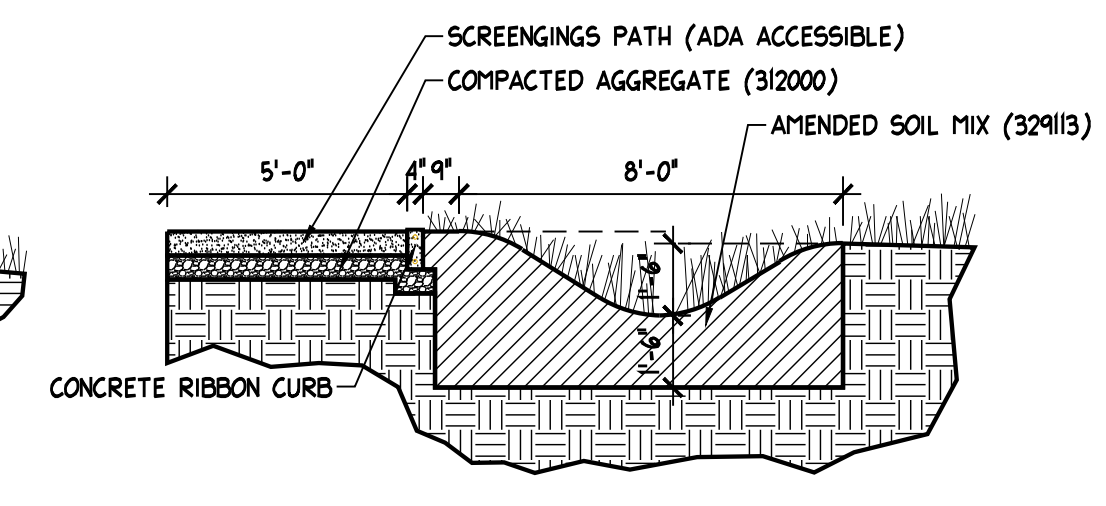 SCREENGINGS PATH (ADA ACCESSIBLE)
COMPACTED AGGREGATE (312000)
AMENDED SOIL MIX (329113)
5'-0" 4" 9" 8'-0"
1'-6"
1'-6"
CONCRETE RIBBON CURB